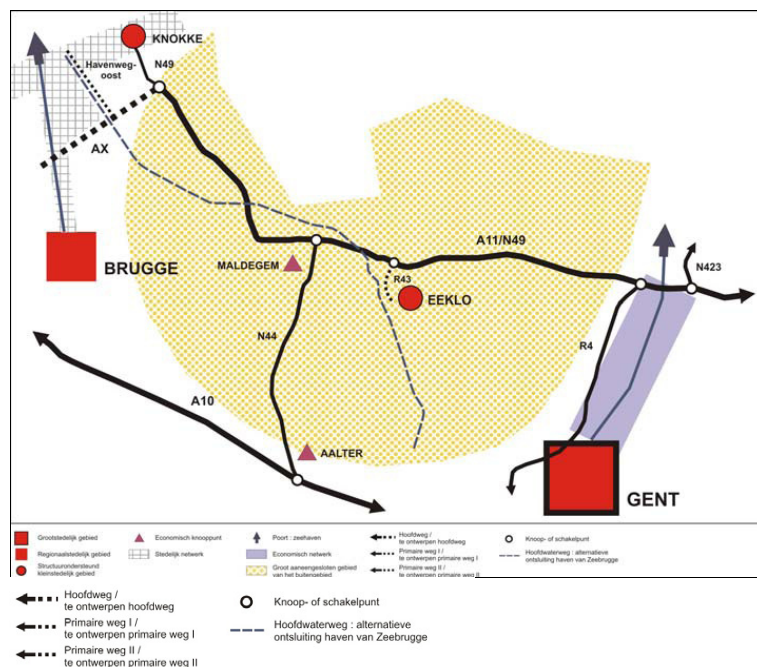 KNOKKE
Havenweg-
oost
N49
AX
BRUGGE
MALDEGEM
A11/N49
R43
EEKLO
N423
N44
R4
A10
AALTER
GENT
Grootstedelijk gebied
Regionaalstedelijk gebied
Structuurondersteund
kleinstedelijk gebied
Economisch knooppunt
Stedelijk netwerk
Poort : zeehaven
Economisch netwerk
Groot aaneengesloten gebied
van het buitengebied
Hoofdweg /
te ontwerpen hoofdweg
Primaire weg I /
te ontwerpen primaire weg I
Primaire weg II /
te ontwerpen primaire weg II
Knoop- of schakelpunt
Hoofdwaterweg : alternatieve
ontsluiting haven van Zeebrugge
Hoofdweg /
te ontwerpen hoofdweg
Primaire weg I /
te ontwerpen primaire weg I
Primaire weg II /
te ontwerpen primaire weg II
Knoop- of schakelpunt
Hoofdwaterweg : alternatieve
ontsluiting haven van Zeebrugge